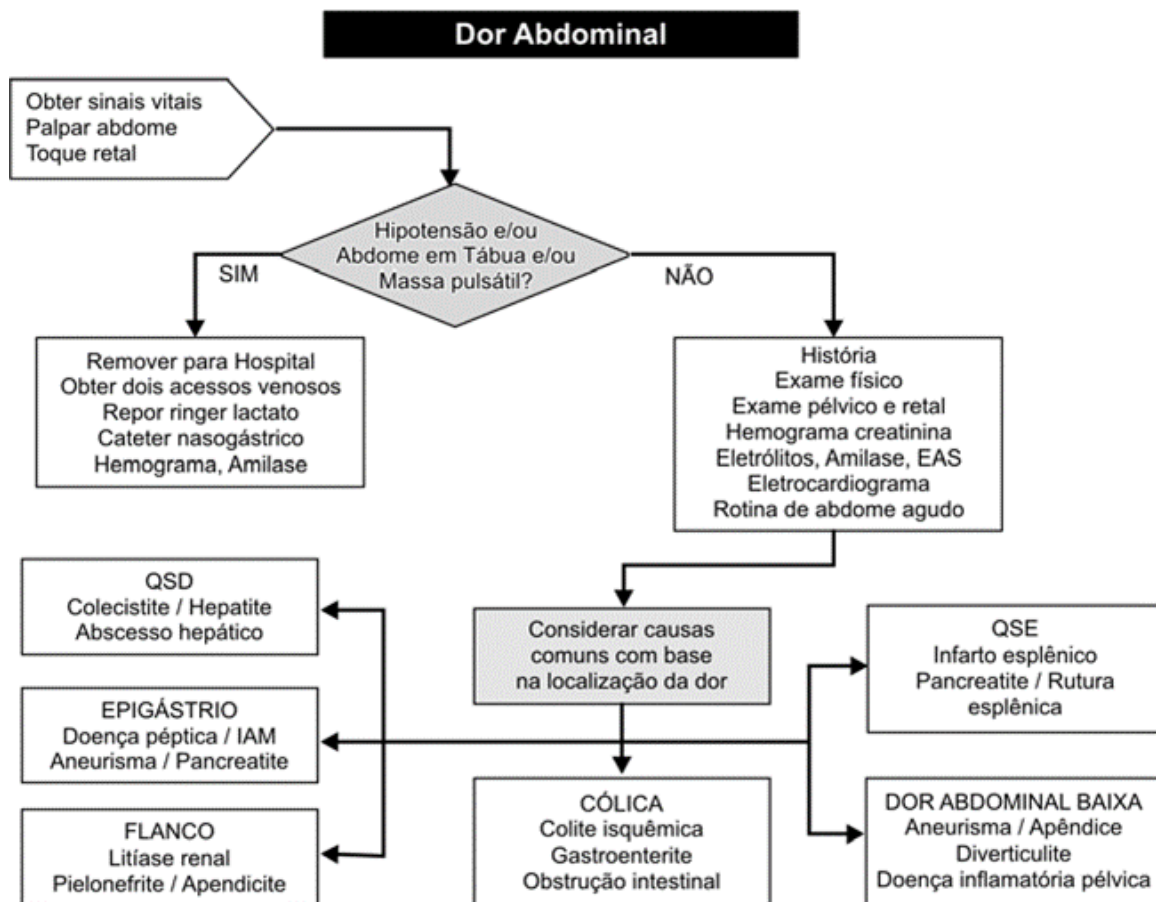 Dor Abdominal
Obter sinais vitais
Palpar abdome
Toque retal
Hipotensão e/ou
Abdome em Tábua e/ou
Massa pulsátil?
SIM
NÃO
Remover para Hospital
Obter dois acessos venosos
Repor ringer lactato
Cateter nasogástrico
Hemograma, Amilase
História
Exame físico
Exame pélvico e retal
Hemograma creatinina
Eletrólitos, Amilase, EAS
Eletrocardiograma
Rotina de abdome agudo
QSD
Colecistite / Hepatite
Abscesso hepático
Considerar causas
comuns com base
na localização da dor
QSE
Infarto esplênico
Pancreatite / Rutura
esplênica
EPIGÁSTRIO
Doença péptica / IAM
Aneurisma / Pancreatite
FLANCO
Litíase renal
Pielonefrite / Apendicite
CÓLICA
Colite isquêmica
Gastroenterite
Obstrução intestinal
DOR ABDOMINAL BAIXA
Aneurisma / Apêndice
Diverticulite
Doença inflamatória pélvica